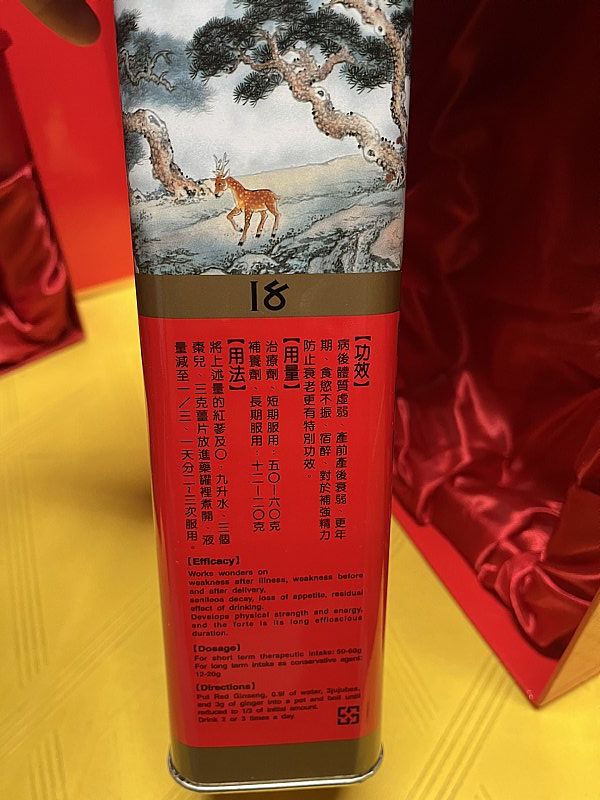 18
【功效】
病後體質虛弱、產前產後衰弱、更年
期、食慾不振、宿醉、對於補強精力
防止衰老更有特別功效。
【用量】
治療劑、短期服用：五〇—六〇克
補養劑、長期服用：十二—二〇克
【用法】
將上述量的紅蔘及〇．九升水、三個
棗兒、三克薑片放進藥罐裡煮開、液
量減至一／三、一天分二~三次服用。
[Efficacy]
Works wonders on
weakness after illness, weakness before
and after delivery,
senileos decay, loss of appetite, residual
effect of drinking.
Develops physical strength and energy,
and the forte is its long efficacious
duration.
[Dosage]
For short term therapeutic intake: 50-60g
For long term intake as conservative agent:
12-20g
[Directions]
Put Red Ginseng, 0.9l of water, 3jujubes,
and 3g of ginger into a pot and boil until
reduced to 1/3 of initial amount.
Drink 2 or 3 times a day.